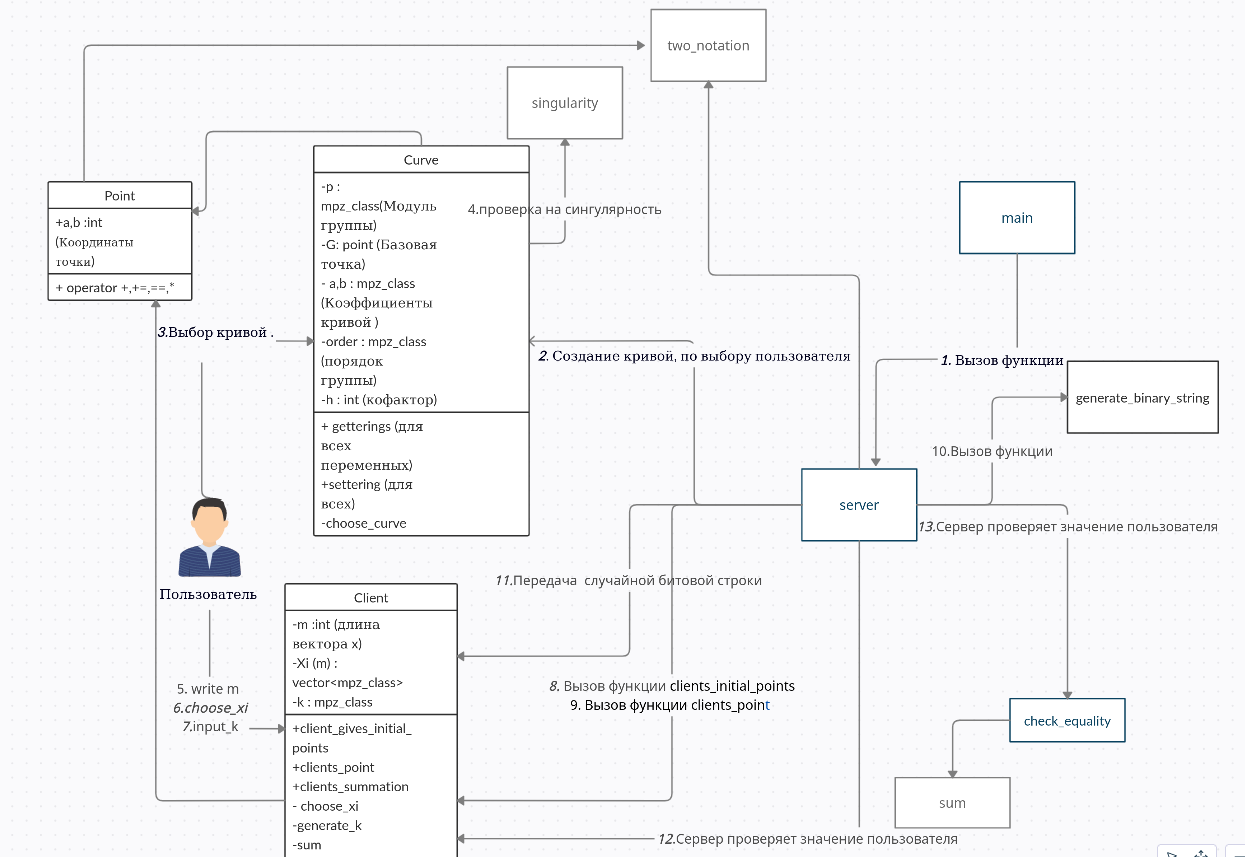 two_notation
singularity
Point
+a,b :int
(Координаты
точки)
+ operator +,+=,==,*
Curve
-p :
mpz_class(Модуль
группы)
-G: point (Базовая
точка)
- a,b : mpz_class
(Коэффициенты
кривой )
-order : mpz_class
(порядок
группы)
-h : int (кофактор)
+ getterings (для
всех
переменных)
+settering (для
всех)
-choose_curve
4.проверка на сингулярность
main
3.Выбор кривой .
2. Создание кривой, по выбору пользователя
1. Вызов функции
generate_binary_string
10.Вызов функции
server
13.Сервер проверяет значение пользователя
11.Передача  случайной битовой строки
Пользователь
5. write m
6.choose_xi
7.input_k
Client
-m :int (длина
вектора x)
-Xi (m) :
vector<mpz_class>
-k : mpz_class
+client_gives_initial_
points
+clients_point
+clients_summation
- choose_xi
-generate_k
-sum
8. Вызов функции clients_initial_points
9. Вызов функции clients_point
check_equality
sum
12.Сервер проверяет значение пользователя